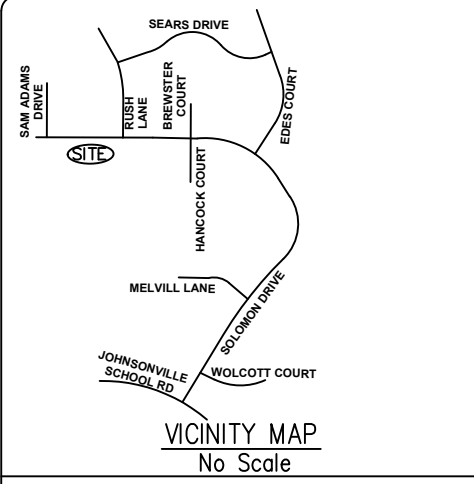 SEARS DRIVE
SAM ADAMS
DRIVE
RUSH
LANE
BREWSTER
COURT
EDES COURT
SITE
HANCOCK COURT
MELVILL LANE
SOLOMON DRIVE
JOHNSONVILLE
SCHOOL RD
WOLCOTT COURT
VICINITY MAP
No Scale